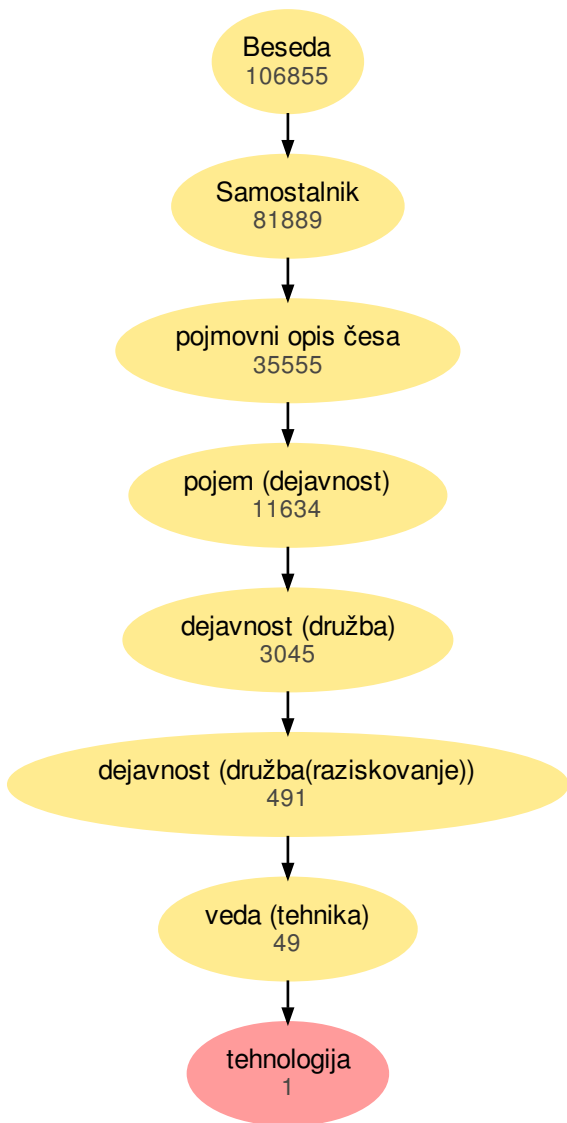 Beseda
106855
Samostalnik
81889
pojmovni opis česa
35555
pojem (dejavnost)
11634
dejavnost (družba)
3045
dejavnost (družba(raziskovanje))
491
veda (tehnika)
49
tehnologija
1